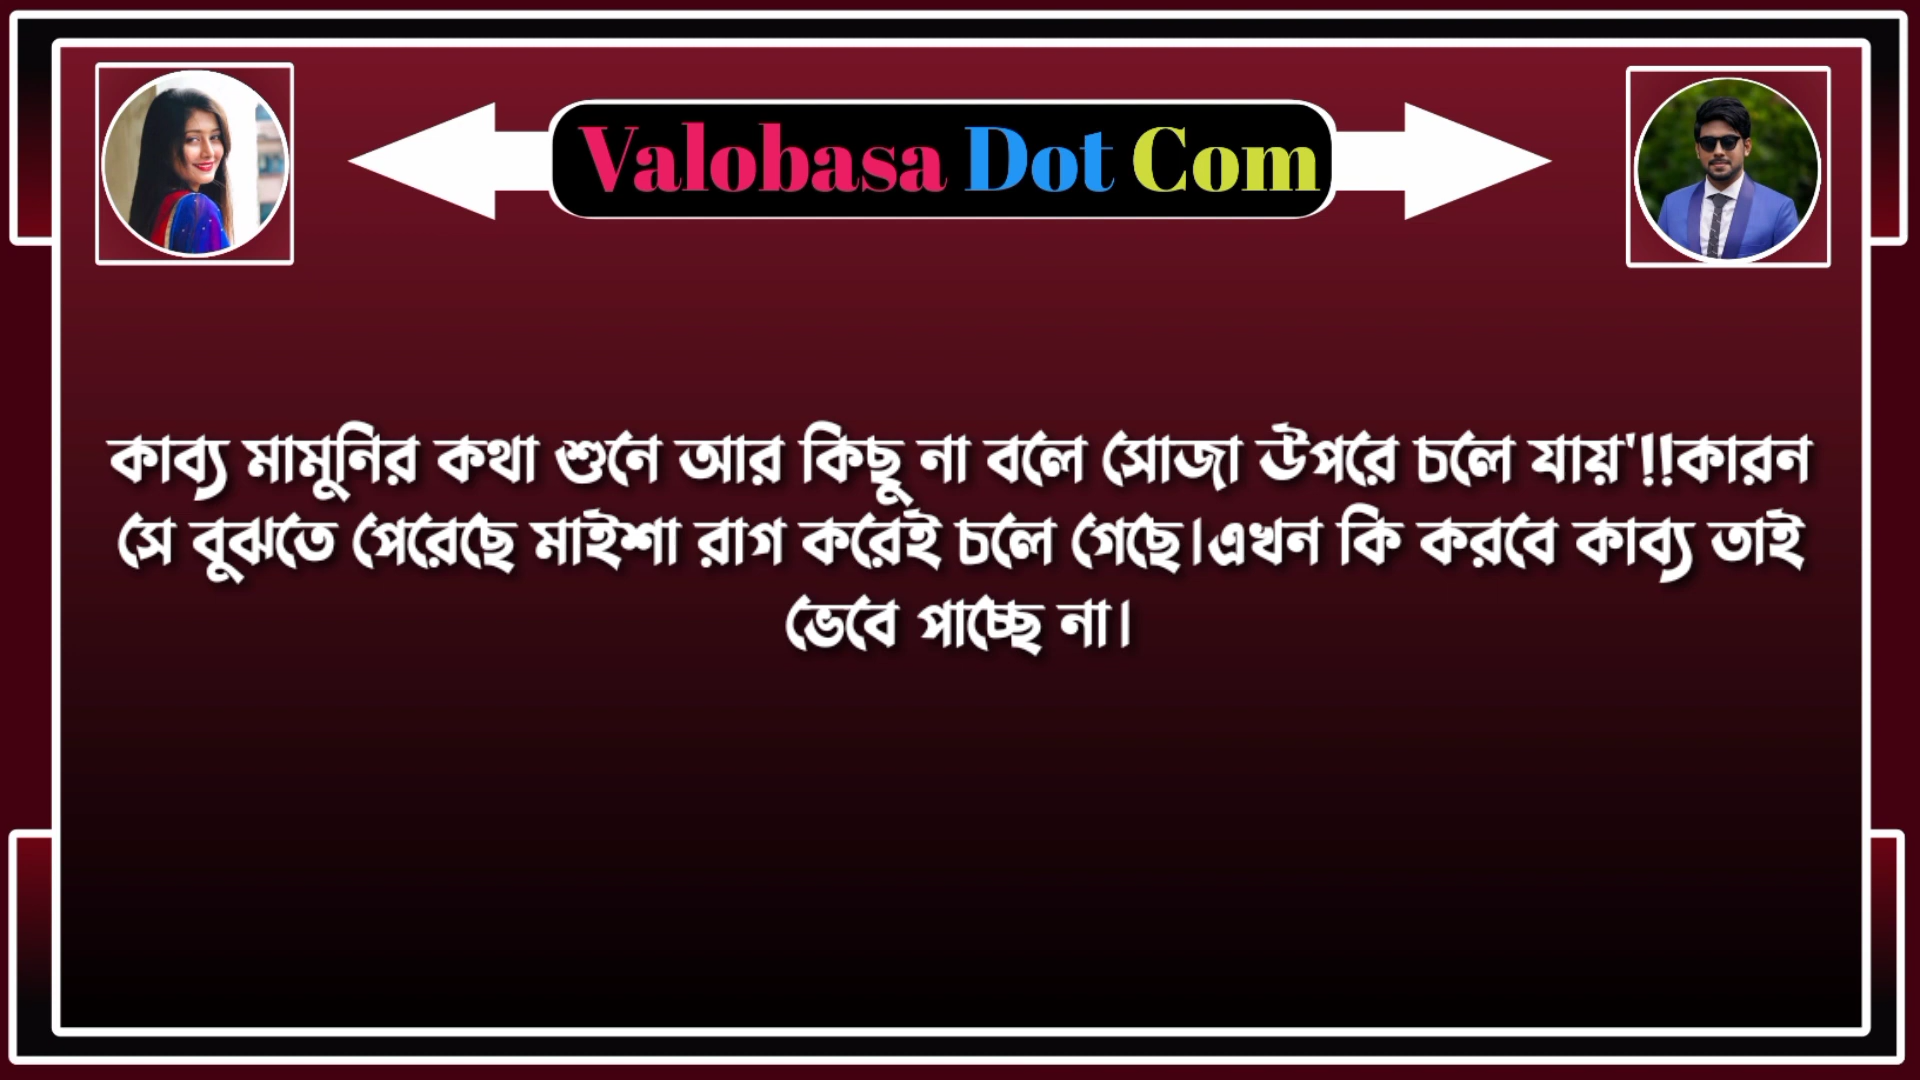 Valobasa Dot Com
কাব্য মামুনির কথা শুনে আর কিছু না বলে সোজা উপরে চলে যায়'!!কারন
সে বুঝতে পেরেছে মাইশা রাগ করেই চলে গেছে।এখন কি করবে কাব্য তাই
ভেবে পাচ্ছে না।